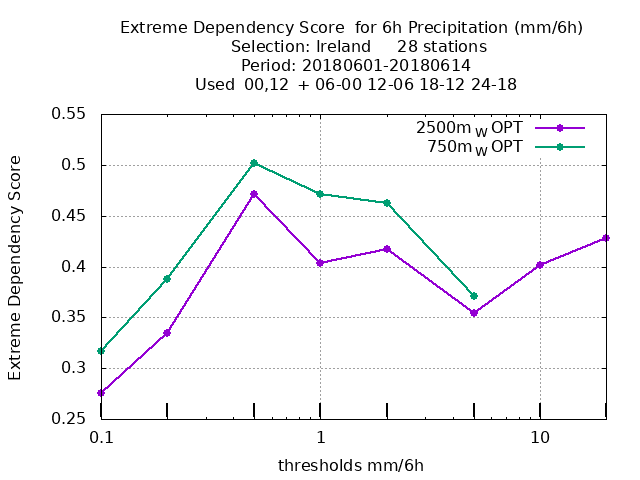 Extreme Dependency Score  for 6h Precipitation (mm/6h)
Selection: Ireland     28 stations
Period: 20180601-20180614
Used  00,12  + 06-00 12-06 18-12 24-18
2500m W OPT
750m W OPT
Extreme Dependency Score
0.55
0.5
0.45
0.4
0.35
0.3
0.25
0.1
1
10
thresholds mm/6h